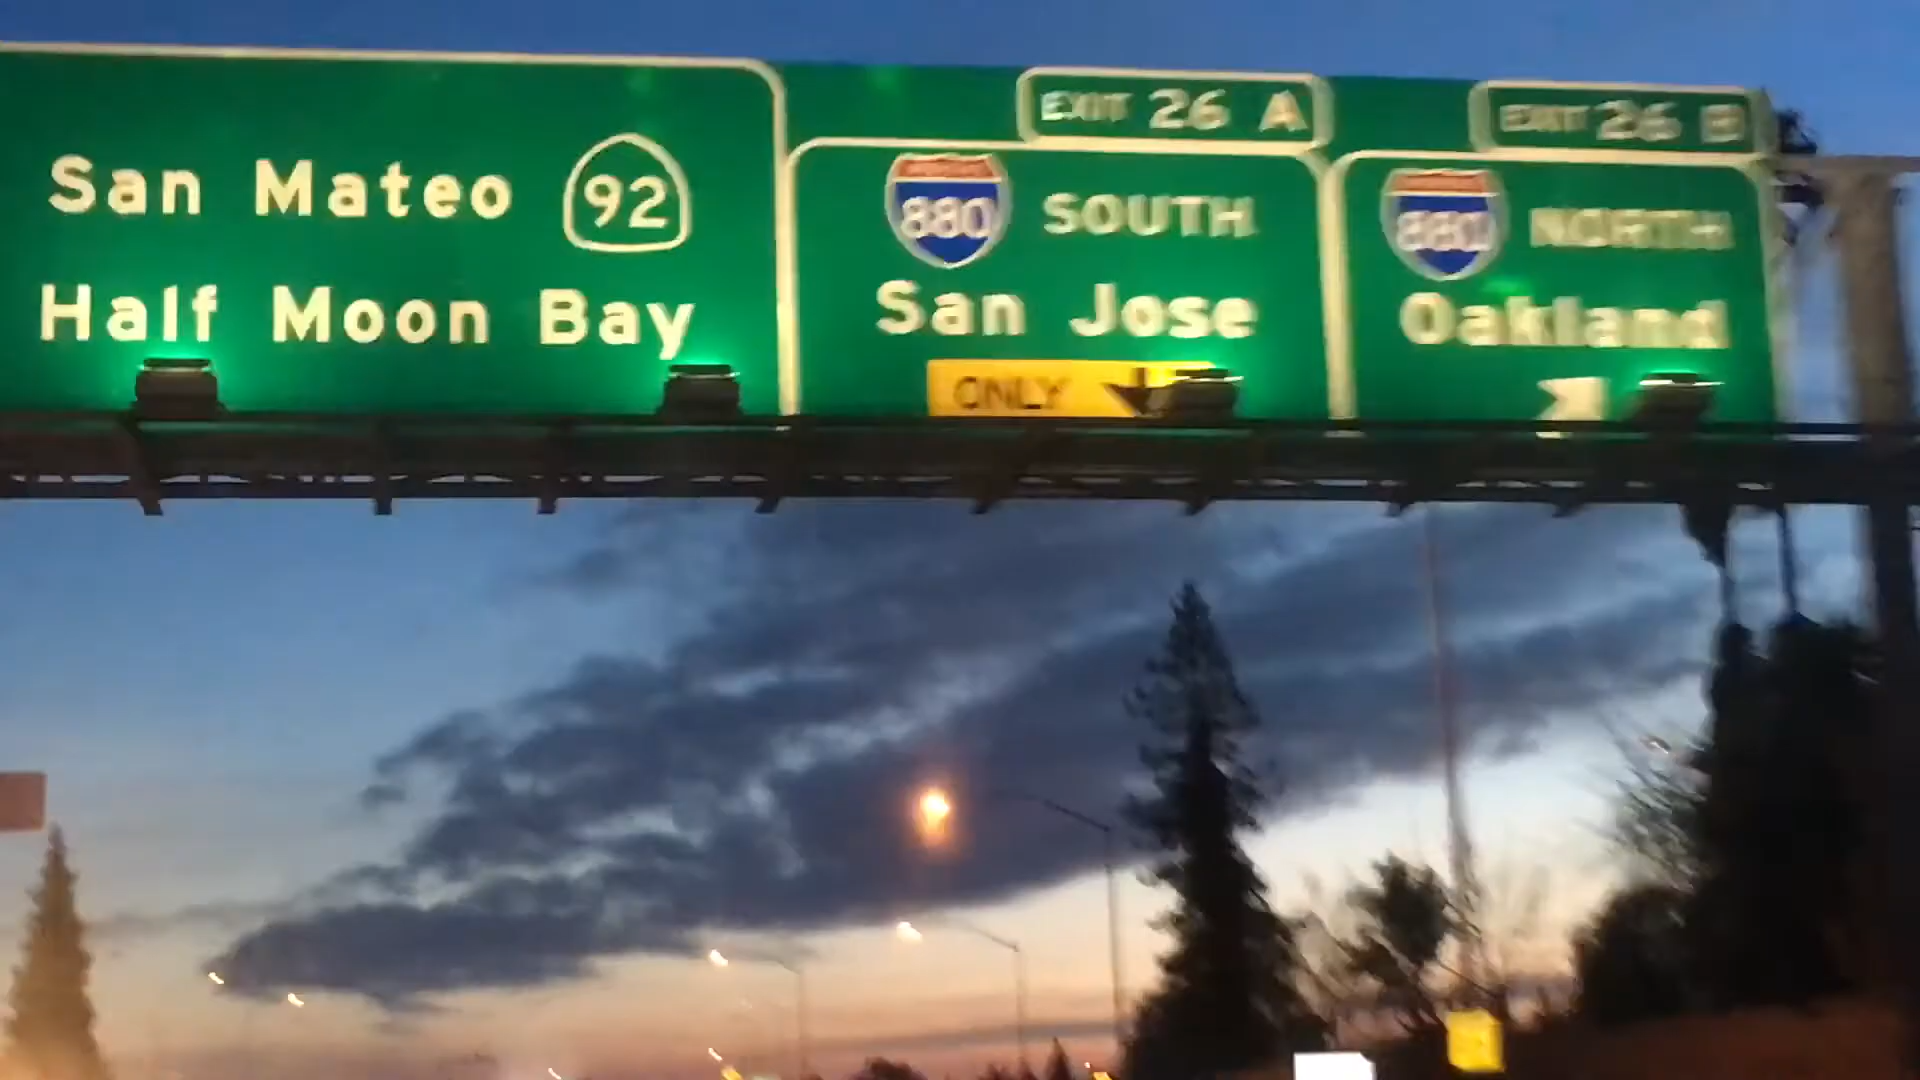 San Mateo 92
Half Moon Bay
EXIT 26 A
880 SOUTH
San Jose
ONLY
EXIT 26 B
880 NORTH
Oakland